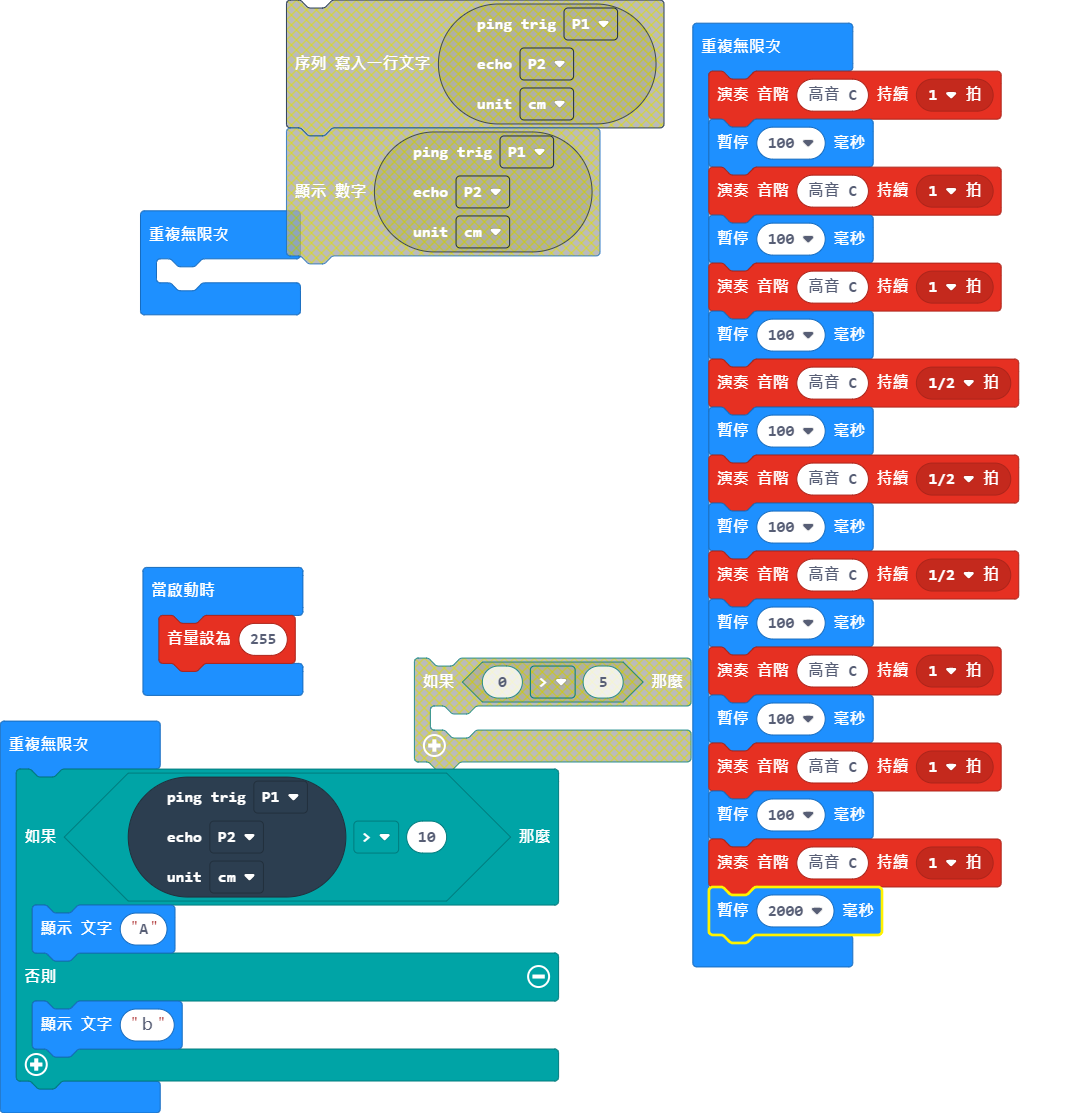 ping trig P1
序列 寫入一行文字 echo P2
unit cm
ping trig P1
顯示 數字 echo P2
unit cm
重複無限次
當啟動時
音量設為 255
如果 0 > 5 那麼
重複無限次
ping trig P1
如果 echo P2 > 10 那麼
unit cm
顯示 文字 "A"
否則
顯示 文字 "b"
重複無限次
演奏 音階 高音 C 持續 1 拍
暫停 100 毫秒
演奏 音階 高音 C 持續 1 拍
暫停 100 毫秒
演奏 音階 高音 C 持續 1 拍
暫停 100 毫秒
演奏 音階 高音 C 持續 1/2 拍
暫停 100 毫秒
演奏 音階 高音 C 持續 1/2 拍
暫停 100 毫秒
演奏 音階 高音 C 持續 1/2 拍
暫停 100 毫秒
演奏 音階 高音 C 持續 1 拍
暫停 100 毫秒
演奏 音階 高音 C 持續 1 拍
暫停 100 毫秒
演奏 音階 高音 C 持續 1 拍
暫停 2000 毫秒